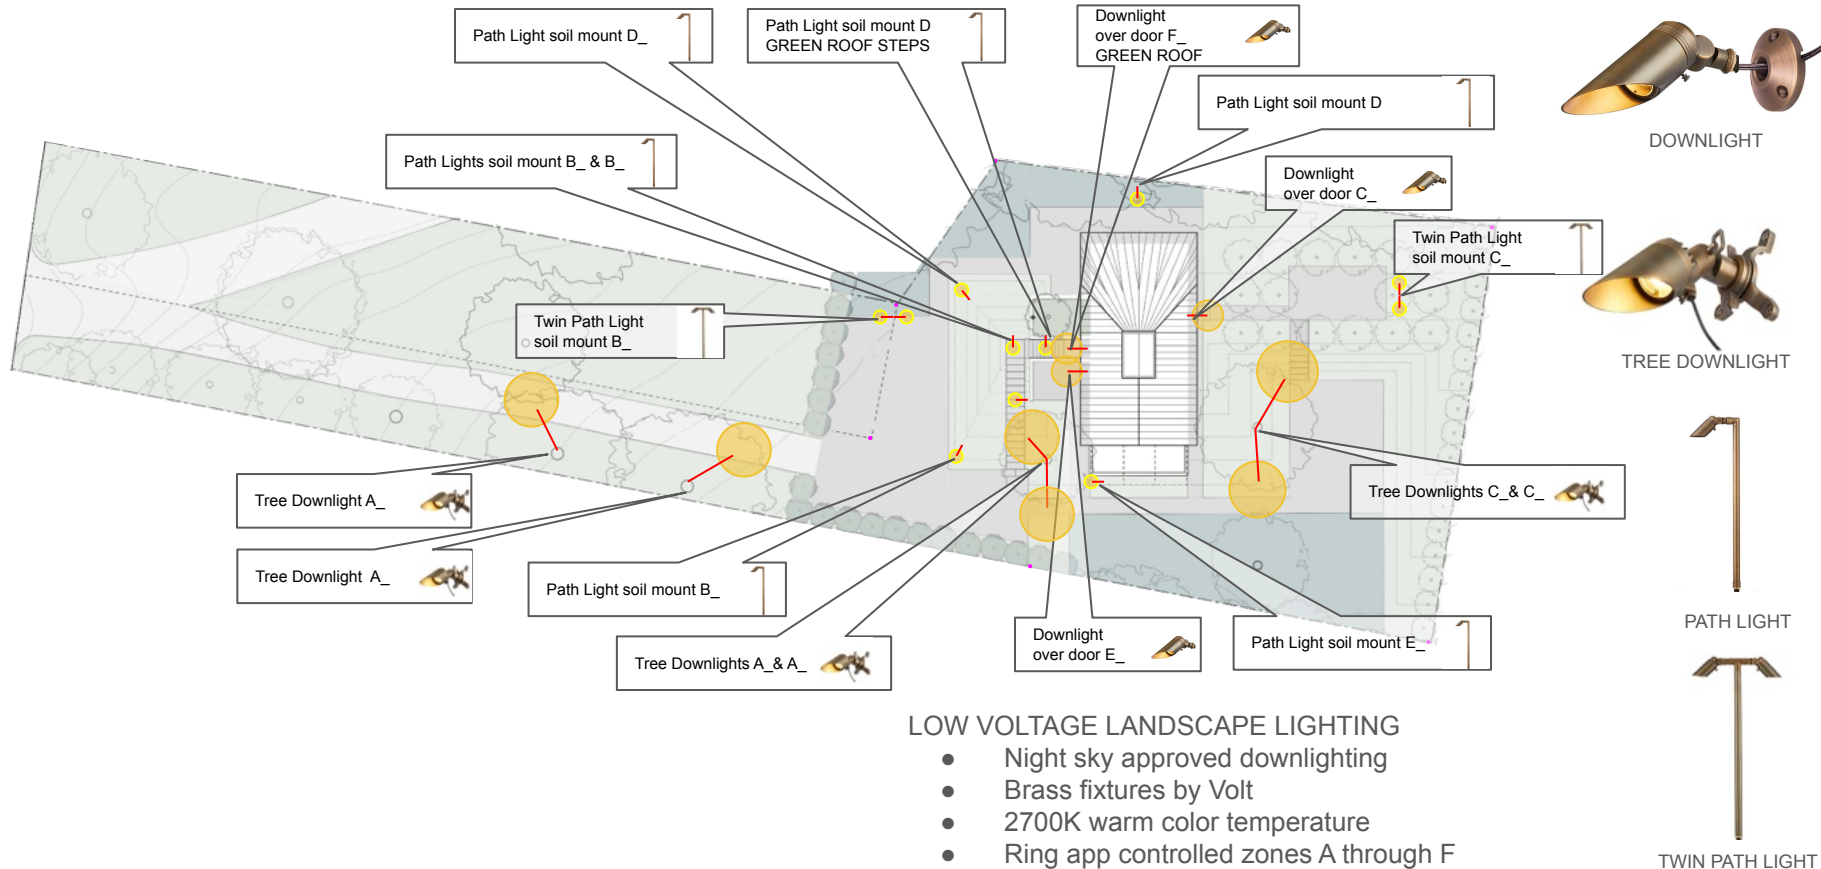 Path Light soil mount D_
Path Light soil mount D
GREEN ROOF STEPS
Downlight
over door F_
GREEN ROOF
Path Light soil mount D
DOWNLIGHT
Path Lights soil mount B_ & B_
Downlight
over door C_
Twin Path Light
soil mount C_
Twin Path Light
soil mount B_
TREE DOWNLIGHT
Tree Downlight A_
Tree Downlights C_& C_
Tree Downlight  A_
Path Light soil mount B_
Downlight
over door E_
Path Light soil mount E_
PATH LIGHT
Tree Downlights A_& A_
LOW VOLTAGE LANDSCAPE LIGHTING
● Night sky approved downlighting
● Brass fixtures by Volt
● 2700K warm color temperature
● Ring app controlled zones A through F
TWIN PATH LIGHT